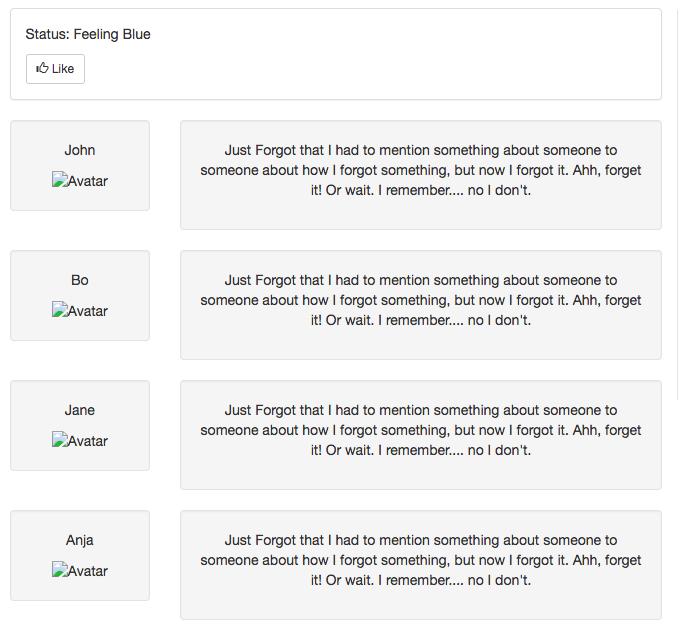 Status: Feeling Blue
Like
John
Avatar
Just Forgot that I had to mention something about someone to
someone about how I forgot something, but now I forgot it. Ahh, forget
it! Or wait. I remember.... no I don't.
Bo
Avatar
Just Forgot that I had to mention something about someone to
someone about how I forgot something, but now I forgot it. Ahh, forget
it! Or wait. I remember.... no I don't.
Jane
Avatar
Just Forgot that I had to mention something about someone to
someone about how I forgot something, but now I forgot it. Ahh, forget
it! Or wait. I remember.... no I don't.
Anja
Avatar
Just Forgot that I had to mention something about someone to
someone about how I forgot something, but now I forgot it. Ahh, forget
it! Or wait. I remember.... no I don't.